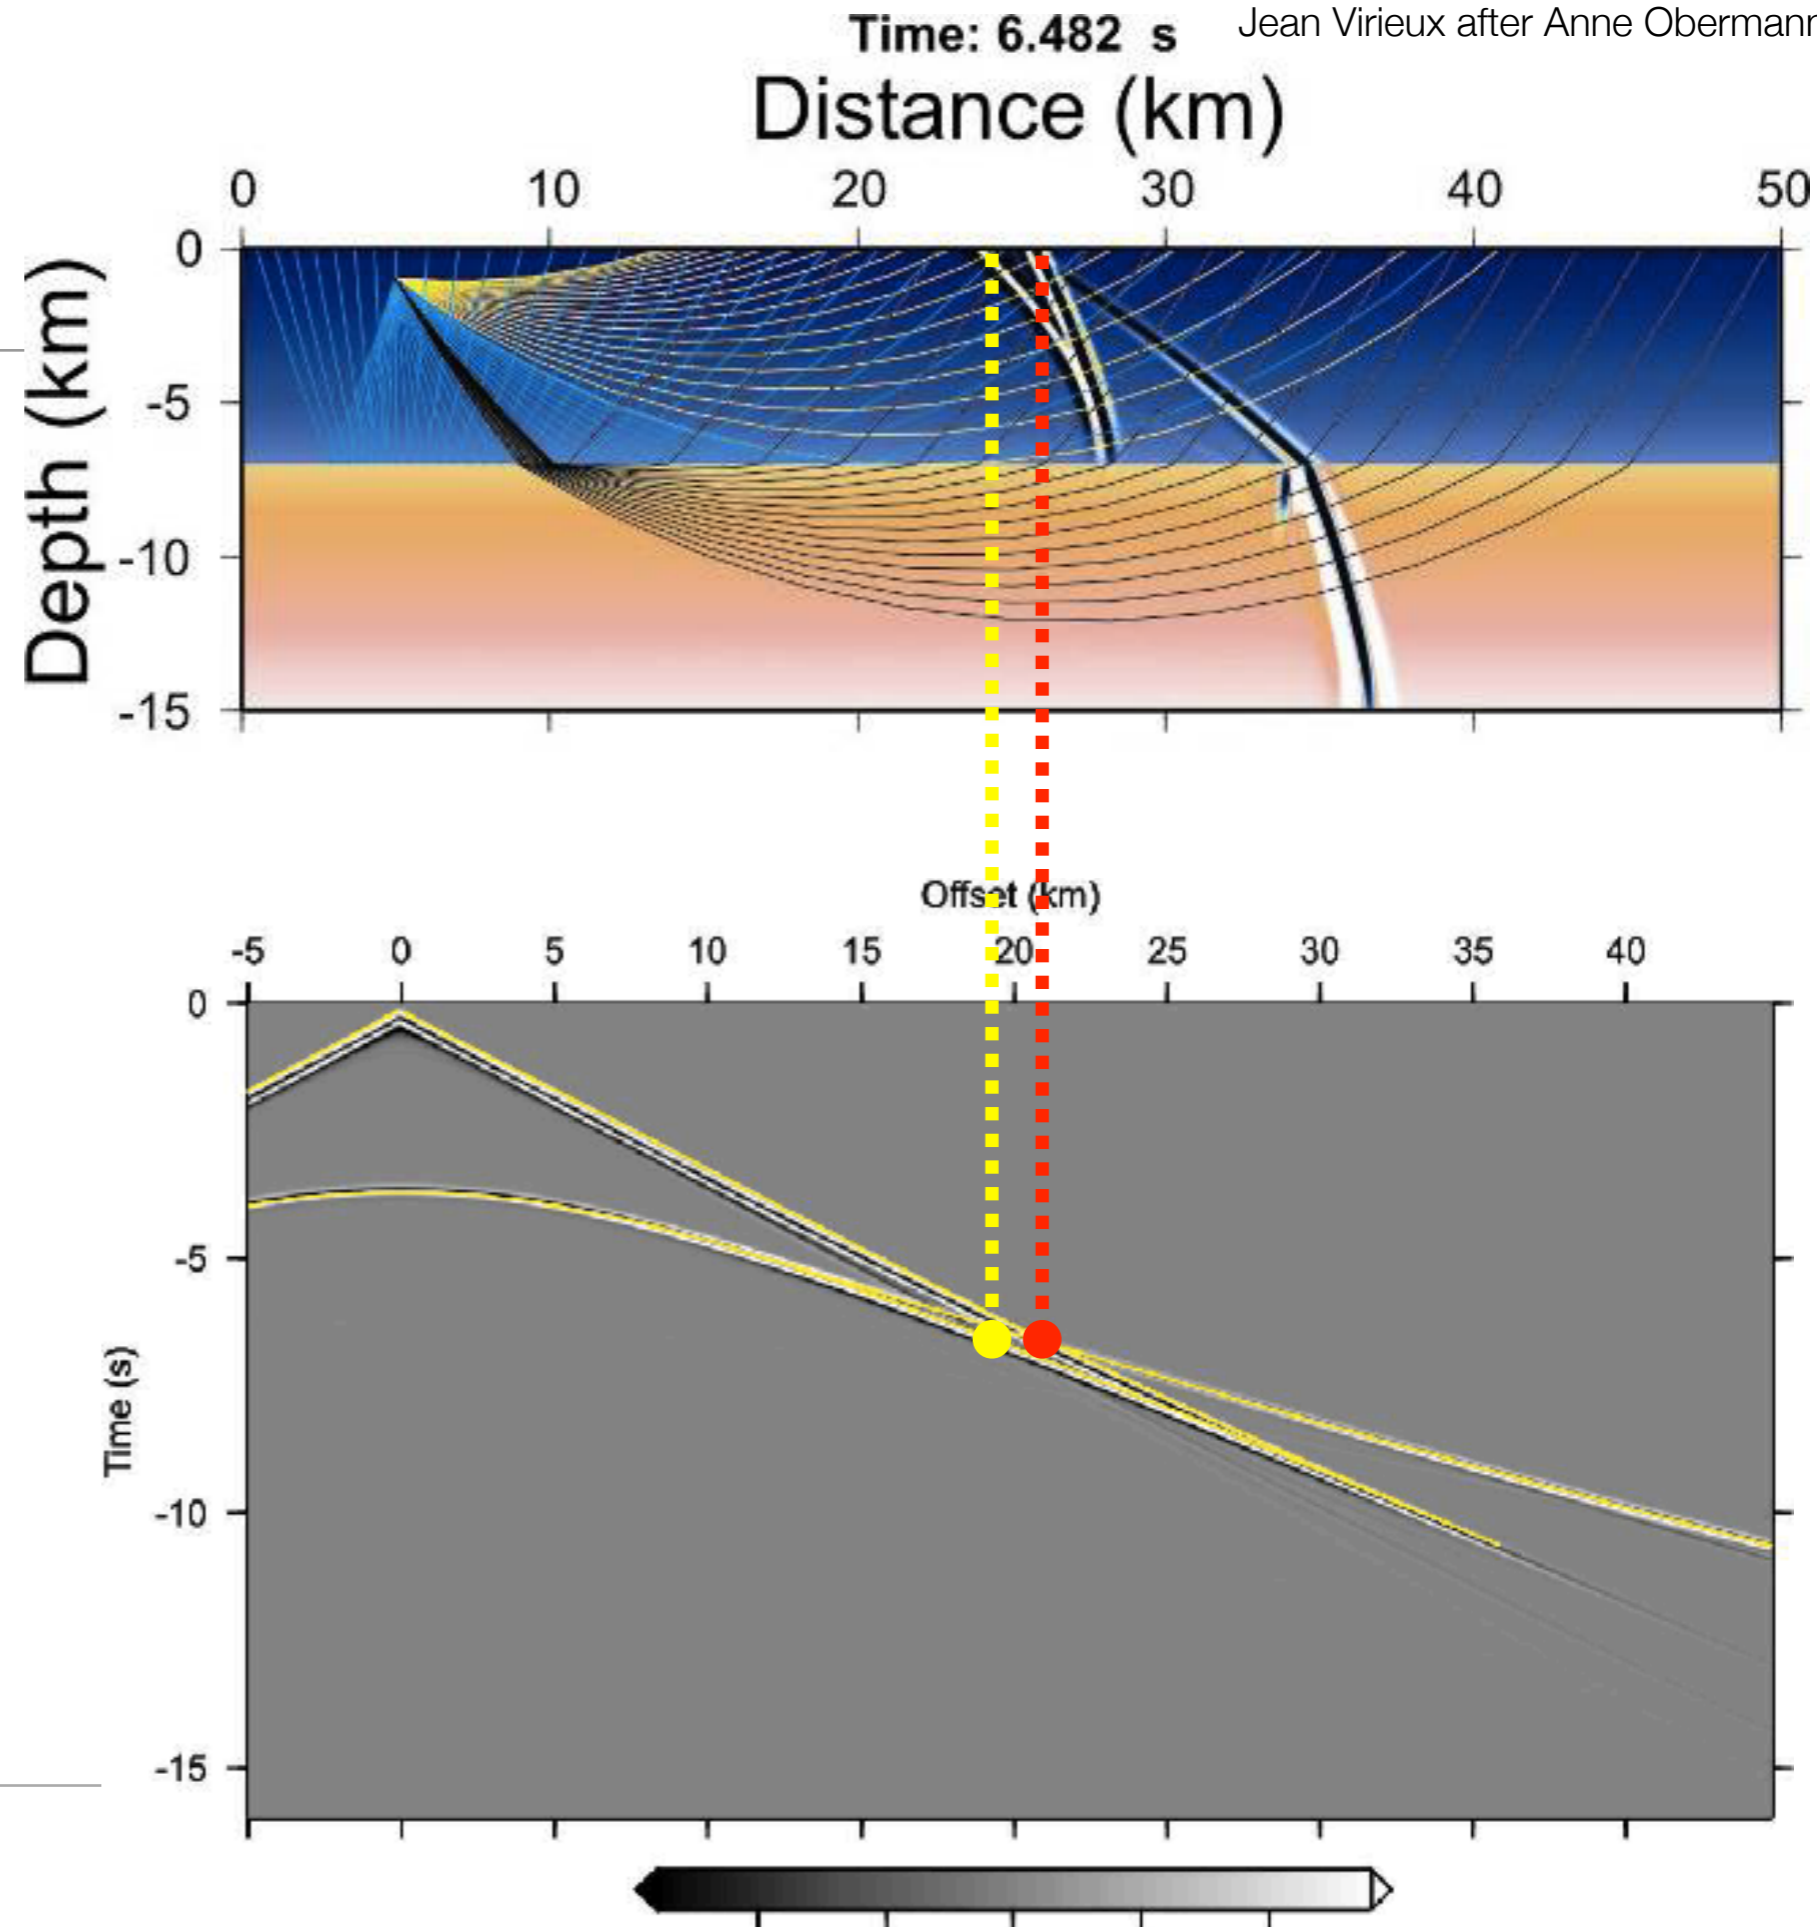 Jean Virieux after Anne Obermann
Time: 6.482 s
Distance (km)
0 10 20 30 40 50
Depth (km)
0
-5
-10
-15
Offset (km)
-5 0 5 10 15 20 25 30 35 40
Time (s)
0
-5
-10
-15